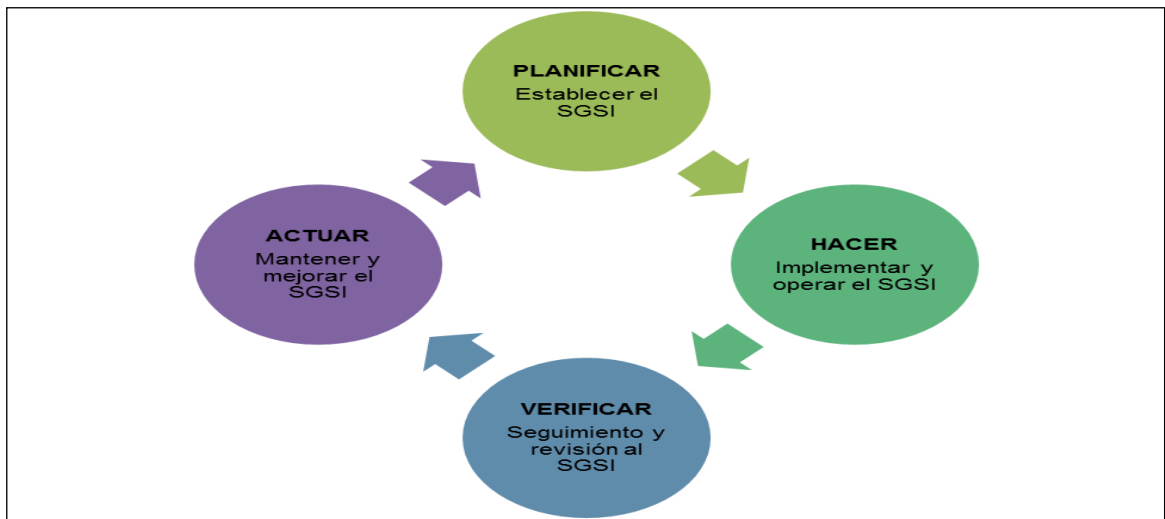 PLANIFICAR
Establecer el
SGSI
HACER
Implementar y
operar el SGSI
VERIFICAR
Seguimiento y
revisión al
SGSI
ACTUAR
Mantener y
mejorar el
SGSI